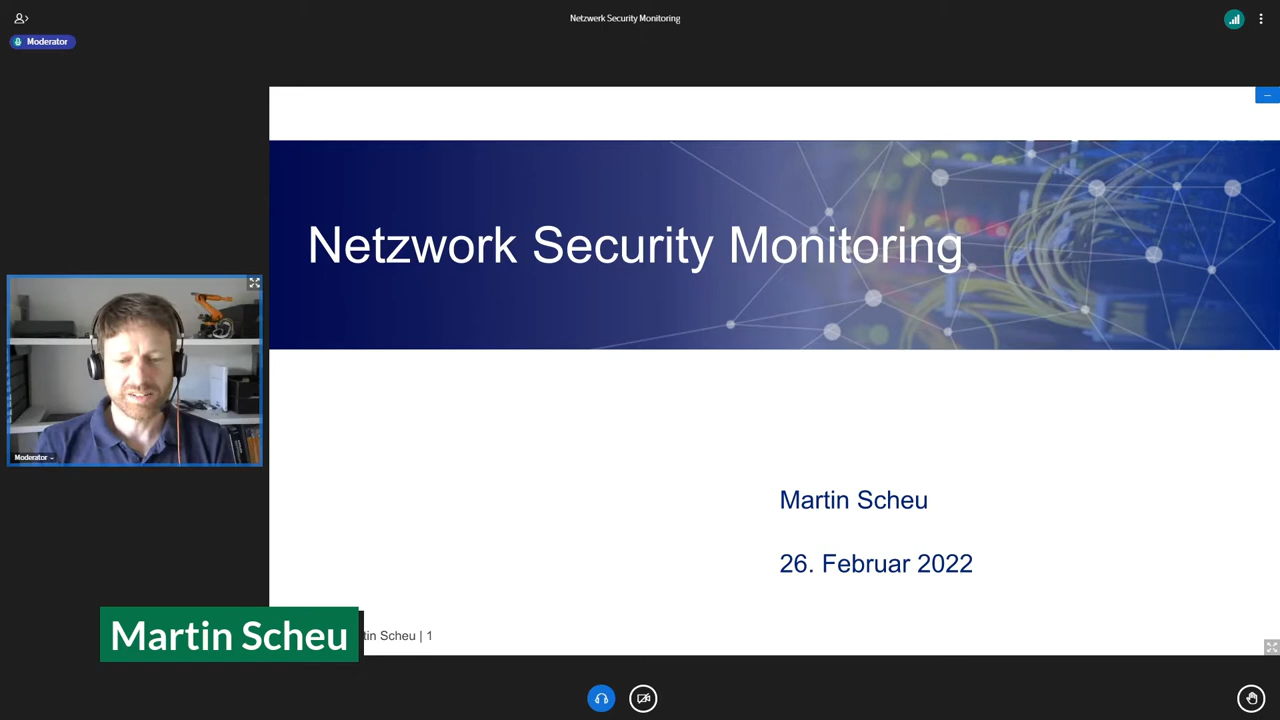 Netzwerk Security Monitoring
Moderator
Netzwork Security Monitoring
Moderator
Martin Scheu
26. Februar 2022
Martin Scheu
tin Scheu | 1